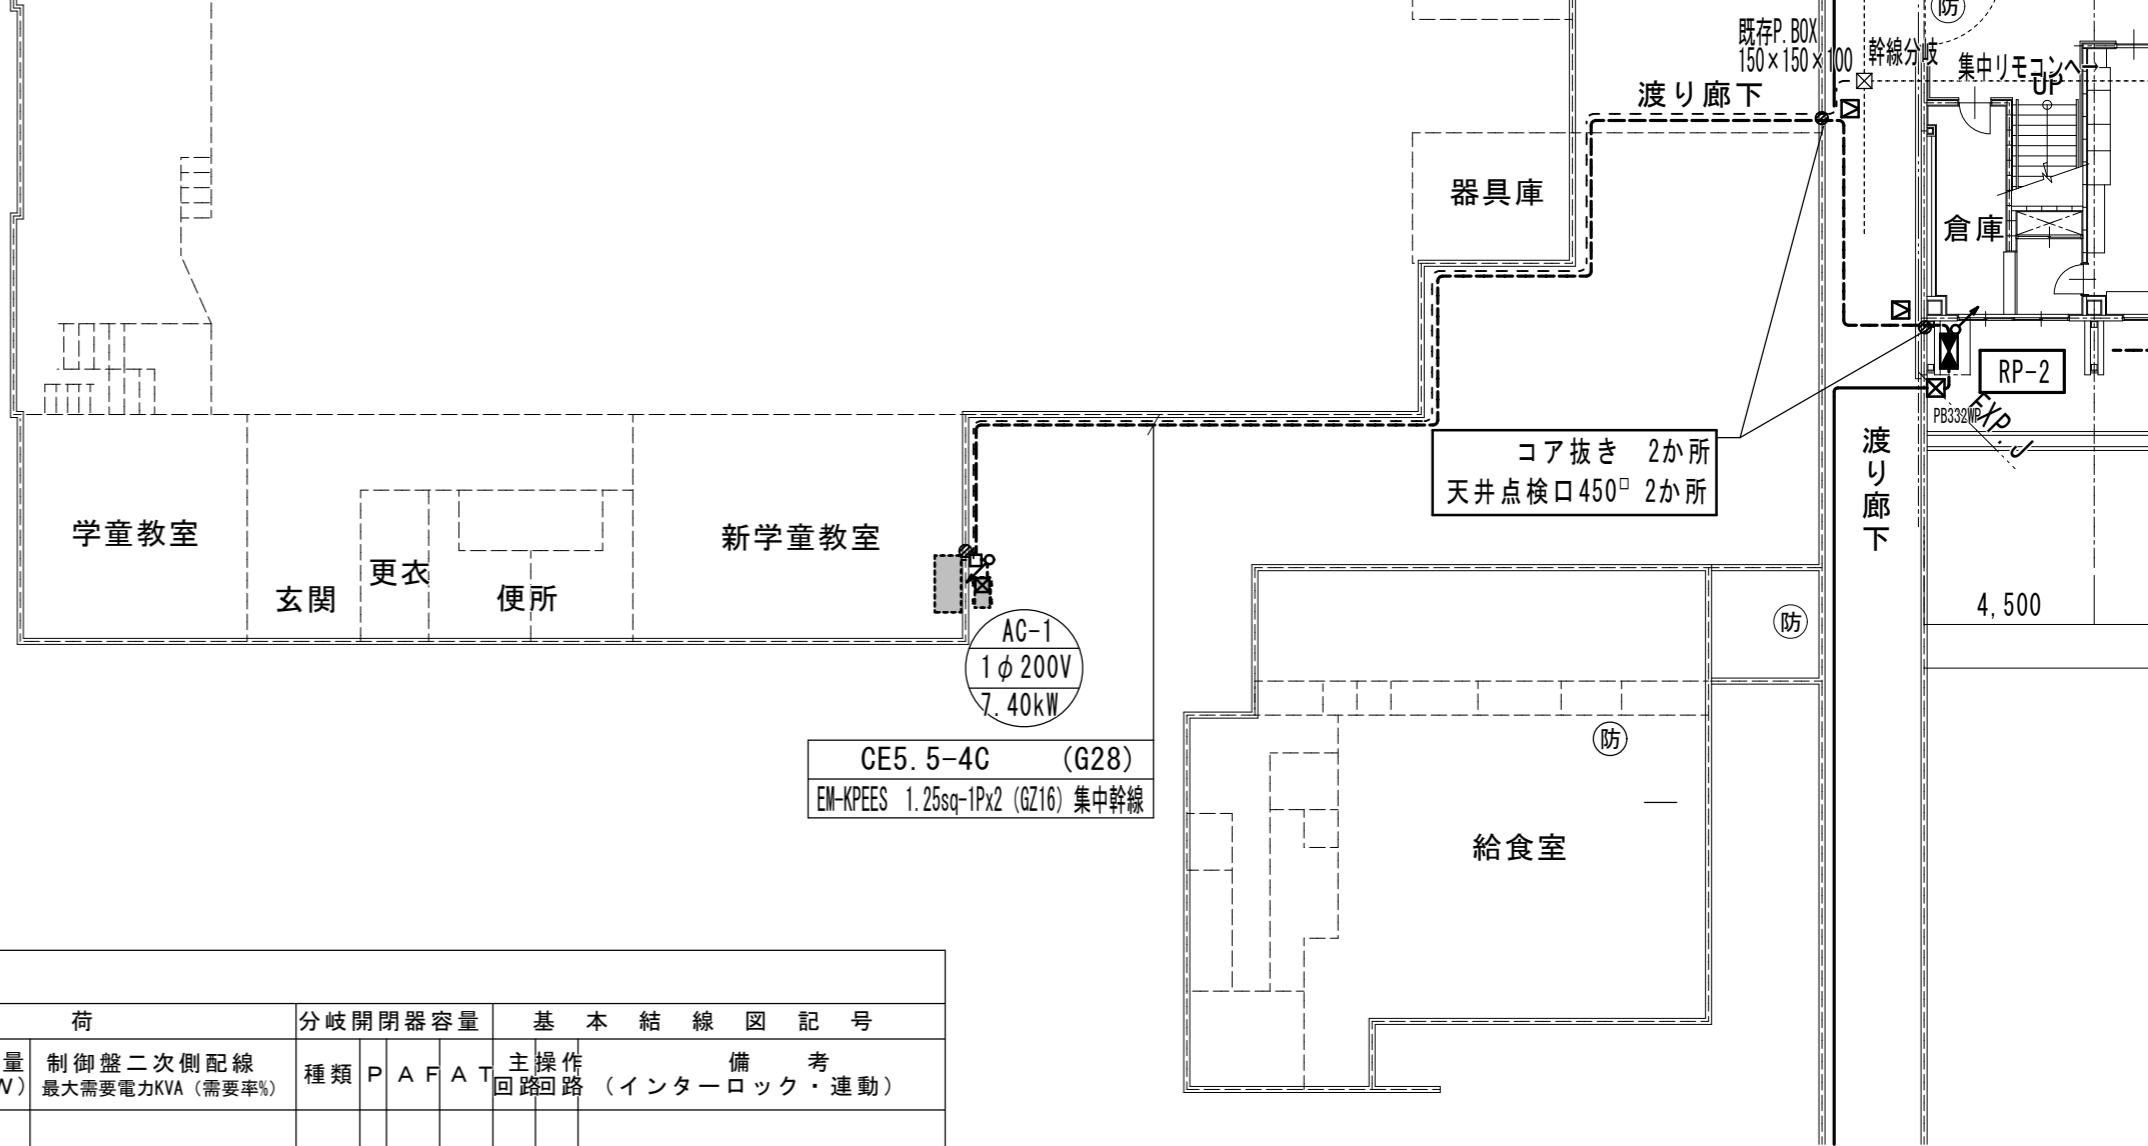 防
既存P.BOX
150×150×100
幹線分岐
集中リモコンへ
UP
渡り廊下
器具庫
倉庫
RP-2
PB332WP
EXP.J
コア抜き 2か所
天井点検口450□ 2か所
渡り廊下
学童教室
玄関
更衣
便所
新学童教室
4,500
防
AC-1
1φ200V
7.40kW
CE5.5-4C (G28)
EM-KPEES 1.25sq-1Px2 (GZ16) 集中幹線
防
給食室
荷
分岐開閉器容量
基本結線図記号
量
W)
制御盤二次側配線
最大需要電力KVA(需要率%)
種類
P
AF
AT
主回路
操作回路
備考
(インターロック・連動)